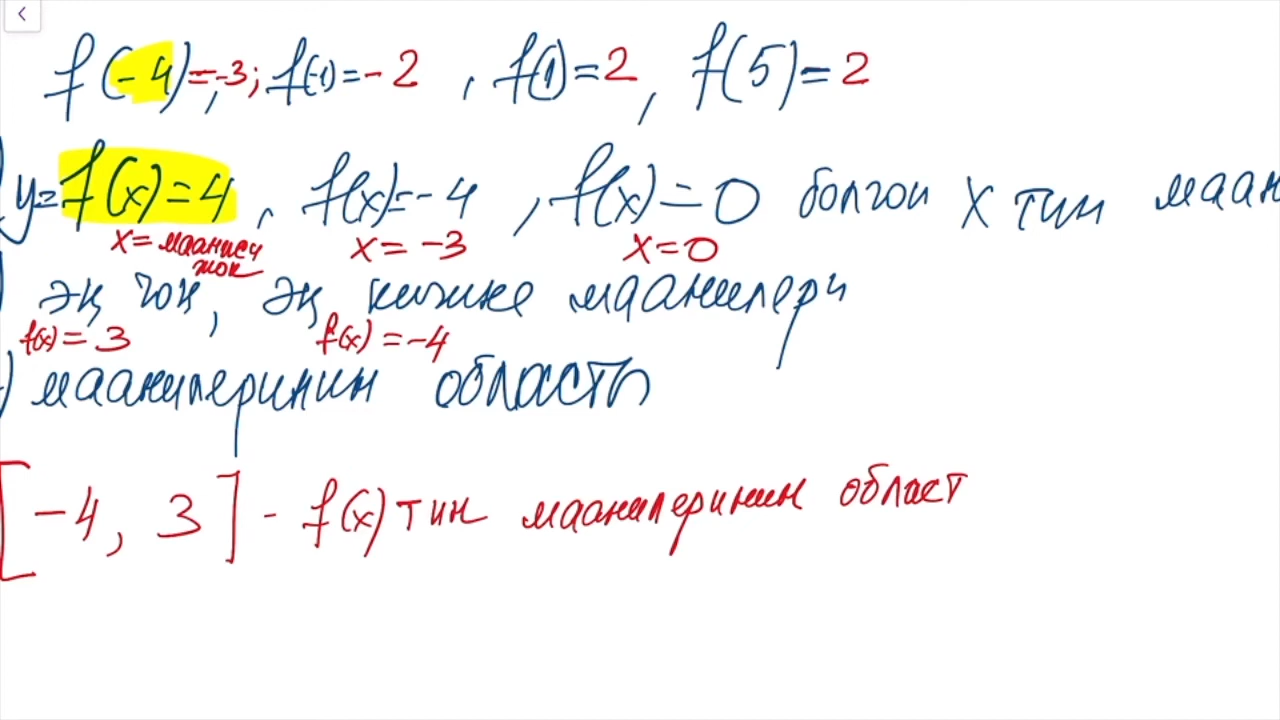 f(-4)=-3; , f(-1)=-2 , f(1)=2 , f(5)=2
) y=f(x)=4 , f(x)=-4 , f(x)=0 болгон x тин маан
x= мааниси жок x=-3 x=0
) эң чоң, эң кичине маанилери
f(x)=3 f(x)=-4
) маанилеринин области
[-4, 3] - f(x) тин маанилеринин област